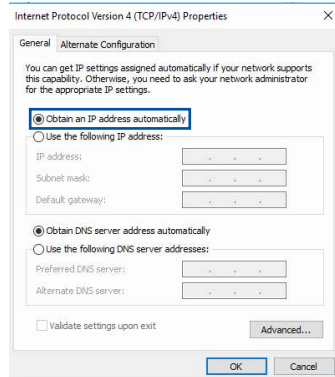 Internet Protocol Version 4 (TCP/IPv4) Properties
General
Alternate Configuration
You can get IP settings assigned automatically if your network supports
this capability. Otherwise, you need to ask your network administrator
for the appropriate IP settings.
Obtain an IP address automatically
Use the following IP address:
IP address:
Subnet mask:
Default gateway:
Obtain DNS server address automatically
Use the following DNS server addresses:
Preferred DNS server:
Alternate DNS server:
Validate settings upon exit
Advanced...
OK
Cancel